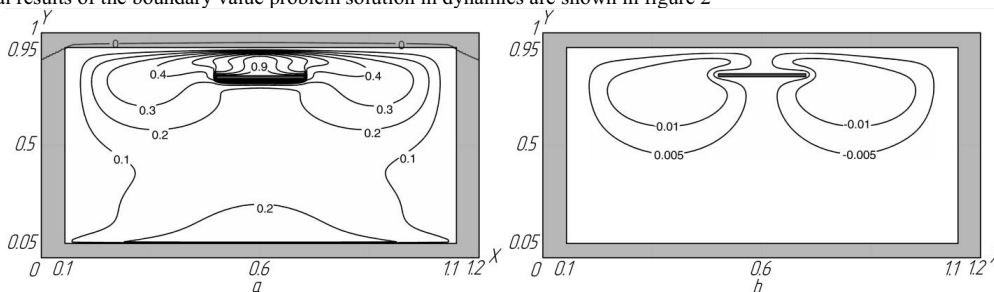 al results of the boundary value problem solution in dynamics are shown in figure 2
1 Y
0.95
0 0
0.9
0.4 0.4
0.3 0.3
0.2 0.2
0.5
0.1 0.1
0.2
0.05
X
0 0.1 0.6 1.1 1.2
a
1 Y
0.95
0.01 -0.01
0.5
0.005 -0.005
0.05
0 0.1 0.6 1.1 1.2
b